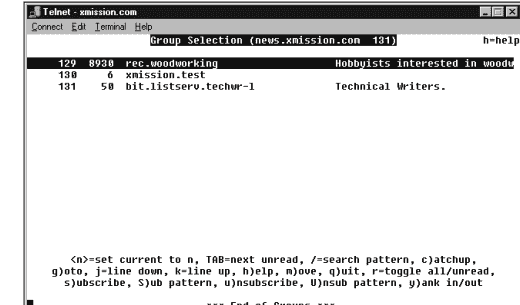 Telnet - xmission.com
Connect Edit Terminal Help
Group Selection (news.xmission.com 131) h=help
129 8930 rec.woodworking Hobbyists interested in woodw
130 6 xmission.test
131 50 bit.listserv.techwr-l Technical Writers.
<n>=set current to n, TAB=next unread, /=search pattern, c)atchup,
g)oto, j=line down, k=line up, h)elp, m)ove, q)uit, r=toggle all/unread,
s)ubscribe, S)ub pattern, u)nsubscribe, U)nsub pattern, y)ank in/out
*** End of Groups ***